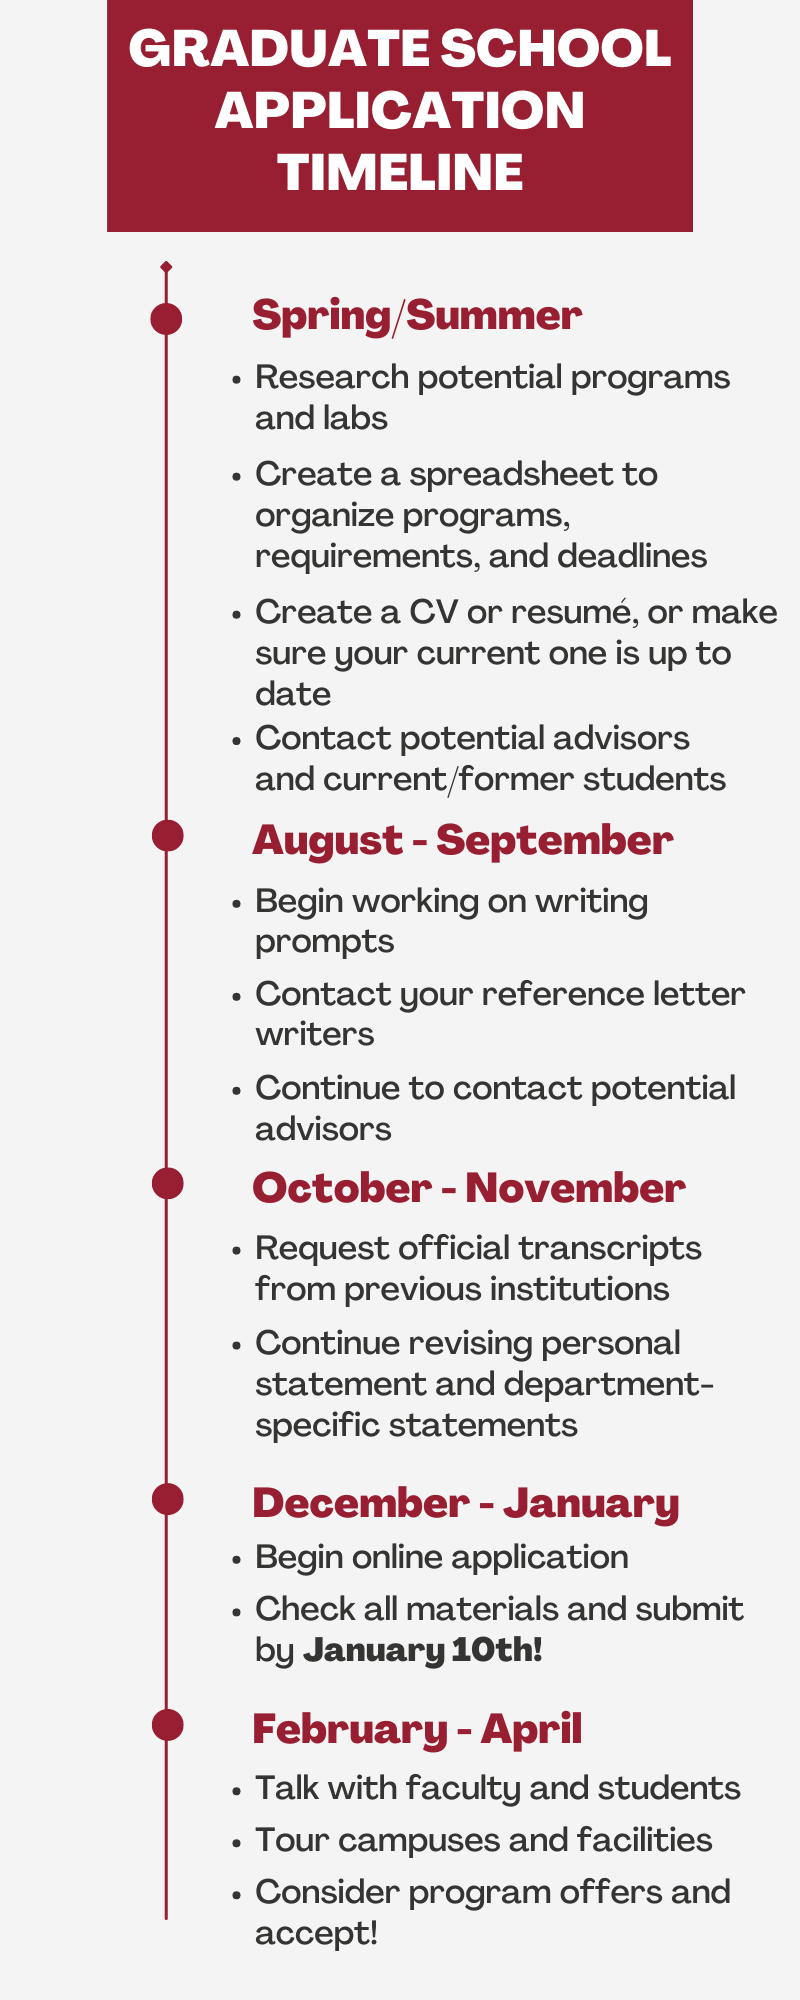 GRADUATE SCHOOL
APPLICATION
TIMELINE
Spring/Summer
• Research potential programs
and labs
• Create a spreadsheet to
organize programs,
requirements, and deadlines
• Create a CV or resumé, or make
sure your current one is up to
date
• Contact potential advisors
and current/former students
August - September
• Begin working on writing
prompts
• Contact your reference letter
writers
• Continue to contact potential
advisors
October - November
• Request official transcripts
from previous institutions
• Continue revising personal
statement and department-
specific statements
December - January
• Begin online application
• Check all materials and submit
by January 10th!
February - April
• Talk with faculty and students
• Tour campuses and facilities
• Consider program offers and
accept!